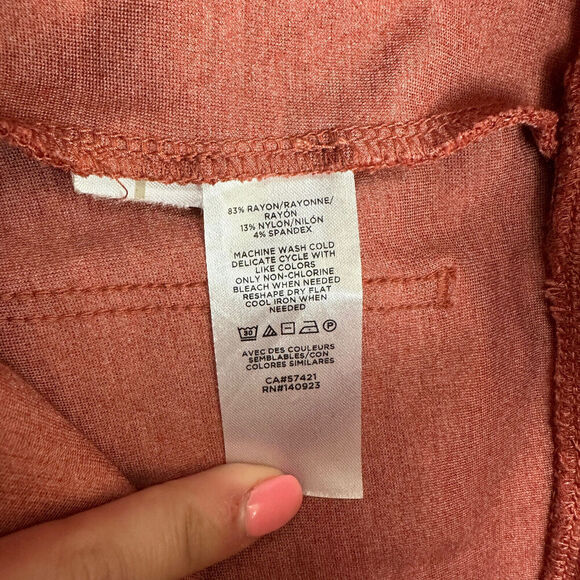 83% RAYON/RAYONNE/
RAYÓN
13% NYLON/NILÓN
4% SPANDEX
MACHINE WASH COLD
DELICATE CYCLE WITH
LIKE COLORS
ONLY NON-CHLORINE
BLEACH WHEN NEEDED
RESHAPE DRY FLAT
COOL IRON WHEN
NEEDED
30 P
AVEC DES COULEURS
SEMBLABLES/CON
COLORES SIMILARES
CA#57421
RN#140923